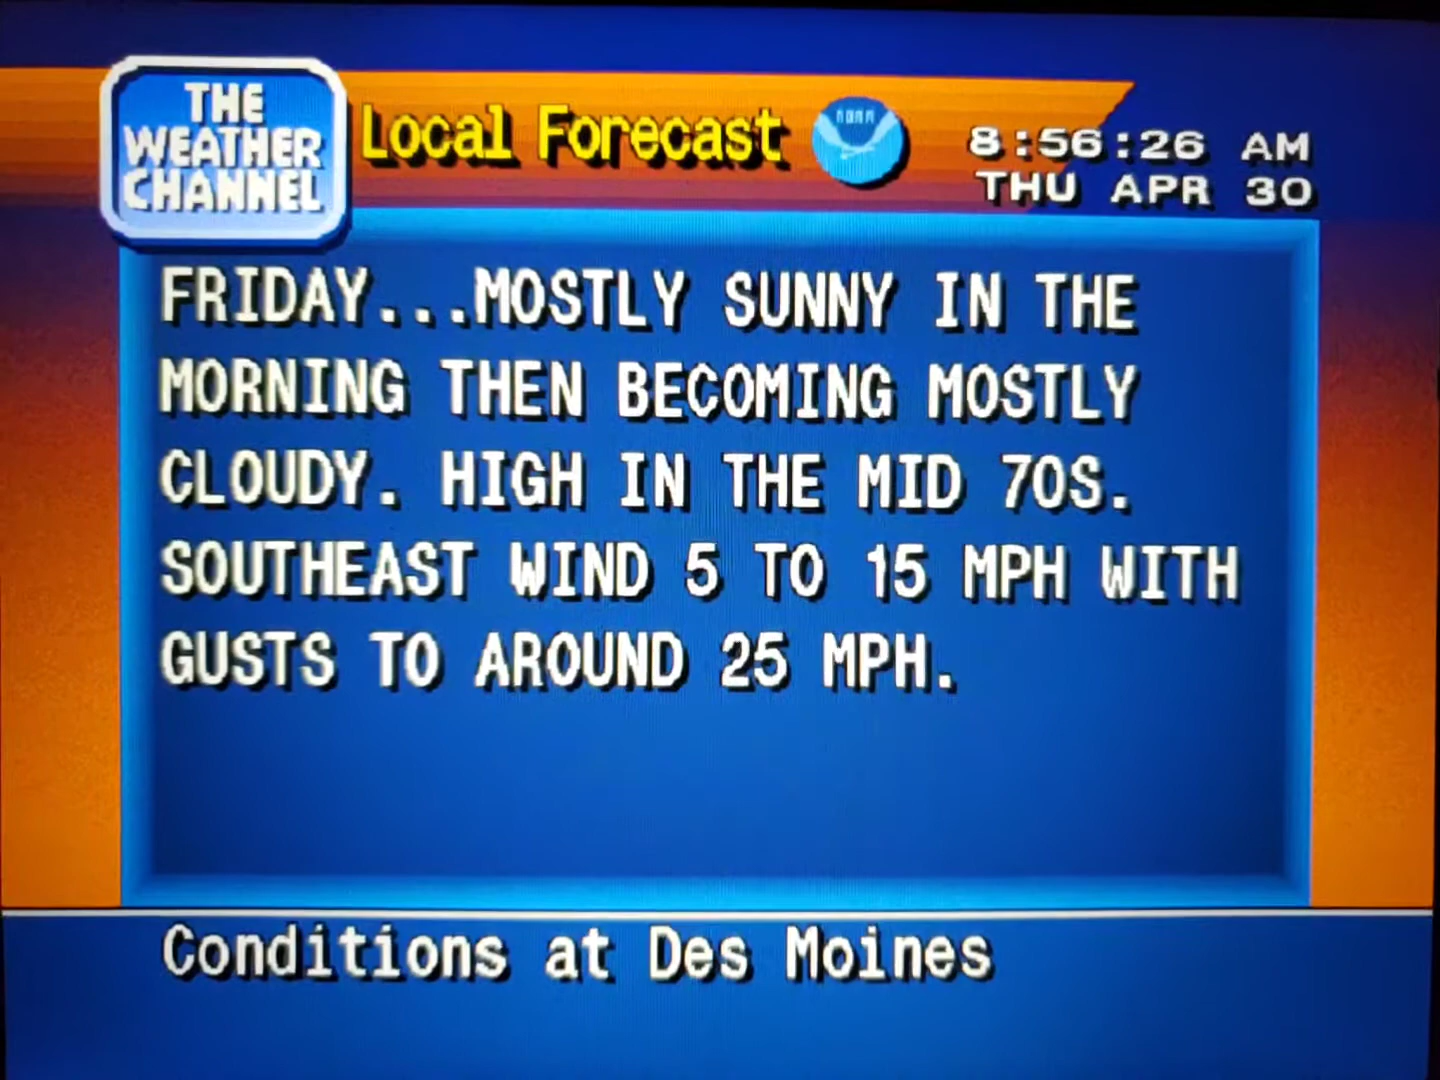 THE
WEATHER
CHANNEL
Local Forecast
NOAA
8:56:26 AM
THU APR 30
FRIDAY...MOSTLY SUNNY IN THE
MORNING THEN BECOMING MOSTLY
CLOUDY. HIGH IN THE MID 70S.
SOUTHEAST WIND 5 TO 15 MPH WITH
GUSTS TO AROUND 25 MPH.
Conditions at Des Moines